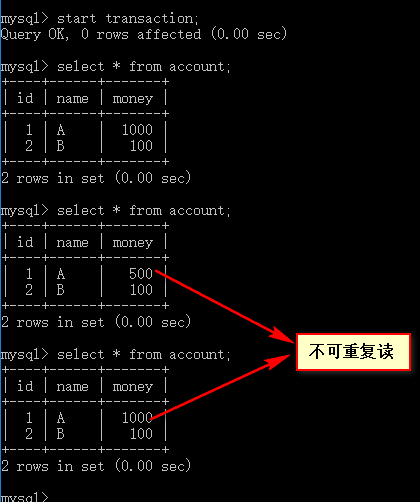 mysql> start transaction;
Query OK, 0 rows affected (0.00 sec)
mysql> select * from account;
+----+------+-------+
| id | name | money |
+----+------+-------+
| 1 | A | 1000 |
| 2 | B | 100 |
+----+------+-------+
2 rows in set (0.00 sec)
mysql> select * from account;
+----+------+-------+
| id | name | money |
+----+------+-------+
| 1 | A | 500 |
| 2 | B | 100 |
+----+------+-------+
2 rows in set (0.00 sec)
不可重复读
mysql> select * from account;
+----+------+-------+
| id | name | money |
+----+------+-------+
| 1 | A | 1000 |
| 2 | B | 100 |
+----+------+-------+
2 rows in set (0.00 sec)
mysql>